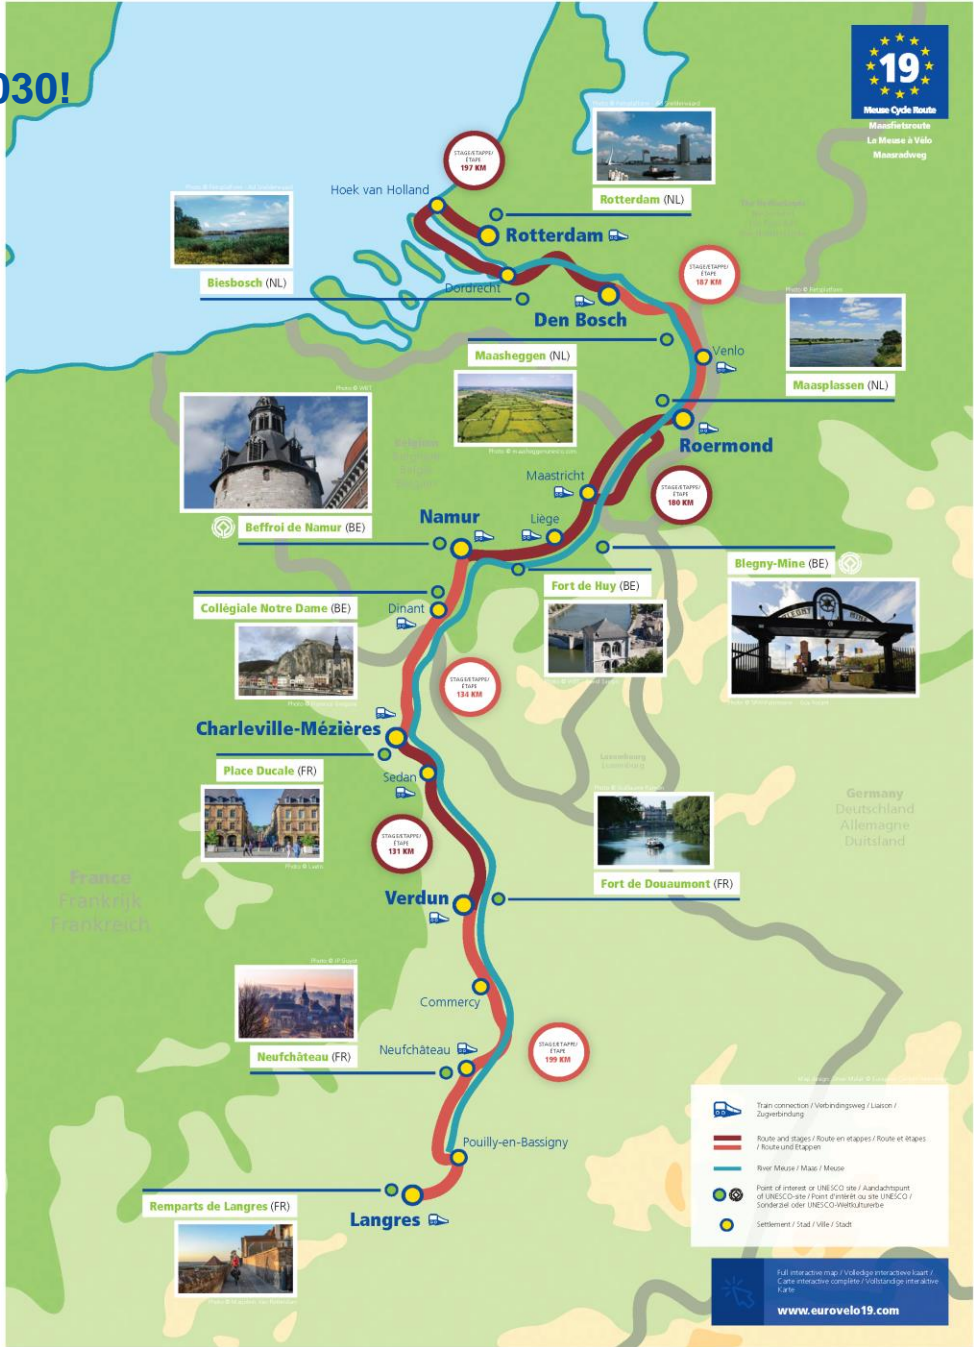 030!
19
Meuse Cycle Route
Maasfietsroute
La Meuse à Vélo
Maasradweg
STAGE/ETAPPE/
ÉTAPE
197 KM
Rotterdam (NL)
Hoek van Holland
Rotterdam
Biesbosch (NL)
Dordrecht
STAGE/ETAPPE/
ÉTAPE
187 KM
Den Bosch
Maasheggen (NL)
Venlo
Maasplassen (NL)
Photo @ WBT
Roermond
Maastricht
STAGE/ETAPPE/
ÉTAPE
180 KM
Namur
Liège
Beffroi de Namur (BE)
Blegny-Mine (BE)
Fort de Huy (BE)
Collégiale Notre Dame (BE)
Dinant
STAGE/ETAPPE/
ÉTAPE
134 KM
Charleville-Mézières
Place Ducale (FR)
Sedan
Luxembourg
Germany
Deutschland
Allemagne
Duitsland
STAGE/ETAPPE/
ÉTAPE
131 KM
Fort de Douaumont (FR)
France
Frankrijk
Frankreich
Verdun
Commercy
Neufchâteau
Neufchâteau (FR)
STAGE/ETAPPE/
ÉTAPE
199 KM
Pouilly-en-Bassigny
Remparts de Langres (FR)
Langres
Train connection / Verbindingsweg / Liaison /
Zugverbindung
Route and stages / Route en etappes / Route et étapes
/ Route und Etappen
River Meuse / Maas / Meuse
Point of interest or UNESCO site / Aandachtspunt
of UNESCO-site / Point d'intérêt ou site UNESCO /
Sonderziel oder UNESCO-Weltkulturerbe
Settlement / Stad / Ville / Stadt
Full interactive map / Volledige interactieve kaart /
Carte interactive complète / Vollständige interaktive
Karte
www.eurovelo19.com